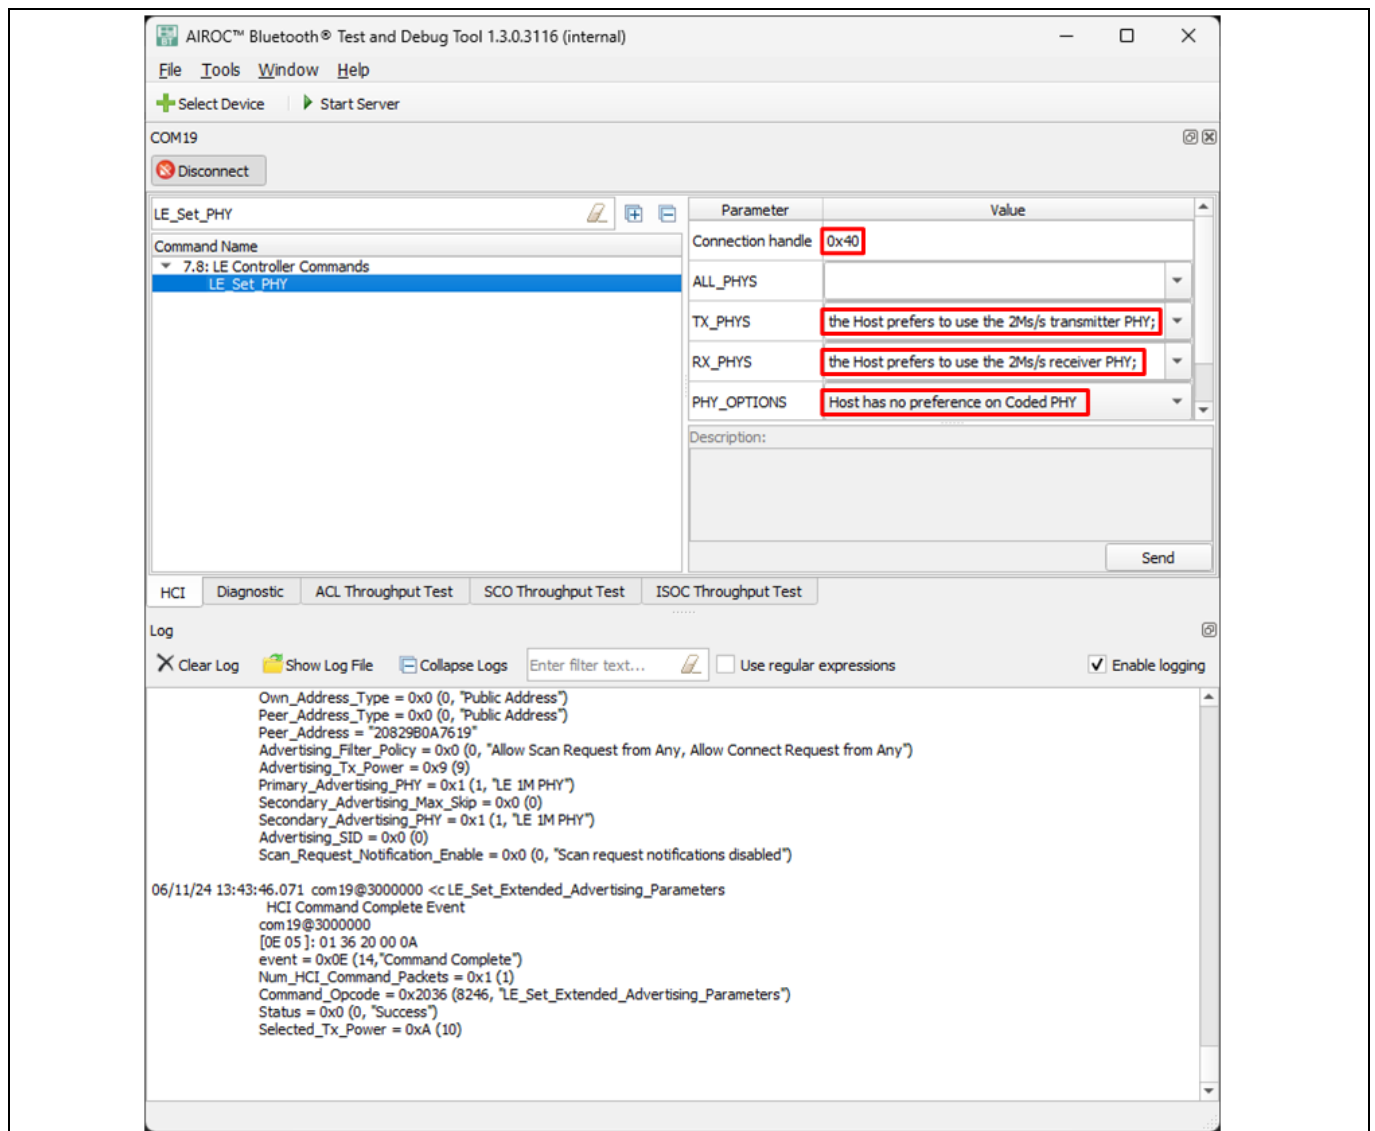 AIROC™ Bluetooth® Test and Debug Tool 1.3.0.3116 (internal)
File Tools Window Help
Select Device Start Server
COM19
Disconnect
LE_Set_PHY
Command Name
7.8: LE Controller Commands
LE_Set_PHY
Parameter Value
Connection handle 0x40
ALL_PHYS
TX_PHYS the Host prefers to use the 2Ms/s transmitter PHY;
RX_PHYS the Host prefers to use the 2Ms/s receiver PHY;
PHY_OPTIONS Host has no preference on Coded PHY
Description:
Send
HCI Diagnostic ACL Throughput Test SCO Throughput Test ISOC Throughput Test
Log
Clear Log Show Log File Collapse Logs Enter filter text... Use regular expressions Enable logging
Own_Address_Type = 0x0 (0, "Public Address")
Peer_Address_Type = 0x0 (0, "Public Address")
Peer_Address = "20829B0A7619"
Advertising_Filter_Policy = 0x0 (0, "Allow Scan Request from Any, Allow Connect Request from Any")
Advertising_Tx_Power = 0x9 (9)
Primary_Advertising_PHY = 0x1 (1, "LE 1M PHY")
Secondary_Advertising_Max_Skip = 0x0 (0)
Secondary_Advertising_PHY = 0x1 (1, "LE 1M PHY")
Advertising_SID = 0x0 (0)
Scan_Request_Notification_Enable = 0x0 (0, "Scan request notifications disabled")
06/11/24 13:43:46.071 com19@3000000 <c LE_Set_Extended_Advertising_Parameters
HCI Command Complete Event
com19@3000000
[0E 05 ]: 01 36 20 00 0A
event = 0x0E (14,"Command Complete")
Num_HCI_Command_Packets = 0x1 (1)
Command_Opcode = 0x2036 (8246, "LE_Set_Extended_Advertising_Parameters")
Status = 0x0 (0, "Success")
Selected_Tx_Power = 0xA (10)